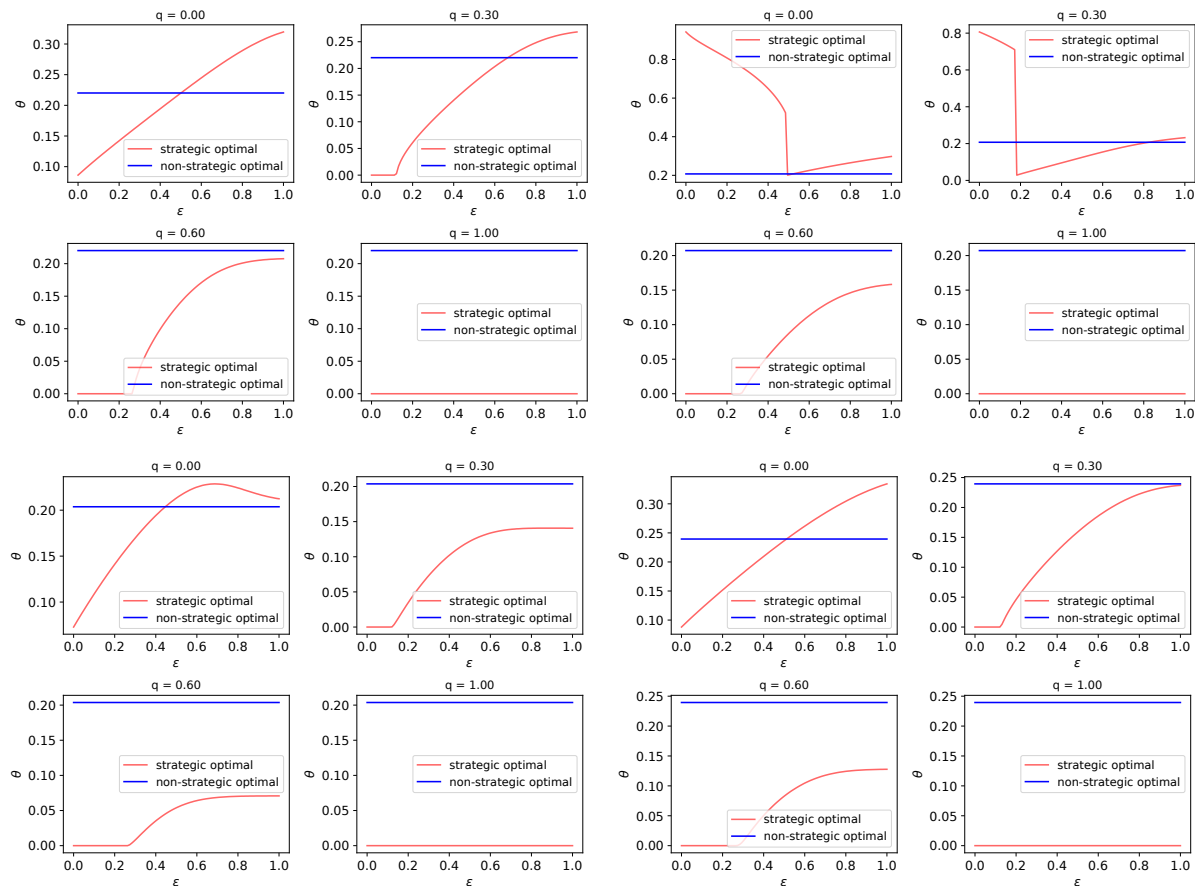 q = 0.00
0.30
0.25
0.20
0.15
0.10
θ
0.0 0.2 0.4 0.6 0.8 1.0
ε
strategic optimal
non-strategic optimal
q = 0.30
0.25
0.20
0.15
0.10
0.05
0.00
θ
0.0 0.2 0.4 0.6 0.8 1.0
ε
strategic optimal
non-strategic optimal
q = 0.00
0.8
0.6
0.4
0.2
θ
0.0 0.2 0.4 0.6 0.8 1.0
ε
strategic optimal
non-strategic optimal
q = 0.30
0.8
0.6
0.4
0.2
0.0
θ
0.0 0.2 0.4 0.6 0.8 1.0
ε
strategic optimal
non-strategic optimal
q = 0.60
0.20
0.15
0.10
0.05
0.00
θ
0.0 0.2 0.4 0.6 0.8 1.0
ε
strategic optimal
non-strategic optimal
q = 1.00
0.20
0.15
0.10
0.05
0.00
θ
0.0 0.2 0.4 0.6 0.8 1.0
ε
strategic optimal
non-strategic optimal
q = 0.60
0.20
0.15
0.10
0.05
0.00
θ
0.0 0.2 0.4 0.6 0.8 1.0
ε
strategic optimal
non-strategic optimal
q = 1.00
0.20
0.15
0.10
0.05
0.00
θ
0.0 0.2 0.4 0.6 0.8 1.0
ε
strategic optimal
non-strategic optimal
q = 0.00
0.20
0.15
0.10
θ
0.0 0.2 0.4 0.6 0.8 1.0
ε
strategic optimal
non-strategic optimal
q = 0.30
0.20
0.15
0.10
0.05
0.00
θ
0.0 0.2 0.4 0.6 0.8 1.0
ε
strategic optimal
non-strategic optimal
q = 0.00
0.30
0.25
0.20
0.15
0.10
θ
0.0 0.2 0.4 0.6 0.8 1.0
ε
strategic optimal
non-strategic optimal
q = 0.30
0.25
0.20
0.15
0.10
0.05
0.00
θ
0.0 0.2 0.4 0.6 0.8 1.0
ε
strategic optimal
non-strategic optimal
q = 0.60
0.20
0.15
0.10
0.05
0.00
θ
0.0 0.2 0.4 0.6 0.8 1.0
ε
strategic optimal
non-strategic optimal
q = 1.00
0.20
0.15
0.10
0.05
0.00
θ
0.0 0.2 0.4 0.6 0.8 1.0
ε
strategic optimal
non-strategic optimal
q = 0.60
0.25
0.20
0.15
0.10
0.05
0.00
θ
0.0 0.2 0.4 0.6 0.8 1.0
ε
strategic optimal
non-strategic optimal
q = 1.00
0.25
0.20
0.15
0.10
0.05
0.00
θ
0.0 0.2 0.4 0.6 0.8 1.0
ε
strategic optimal
non-strategic optimal